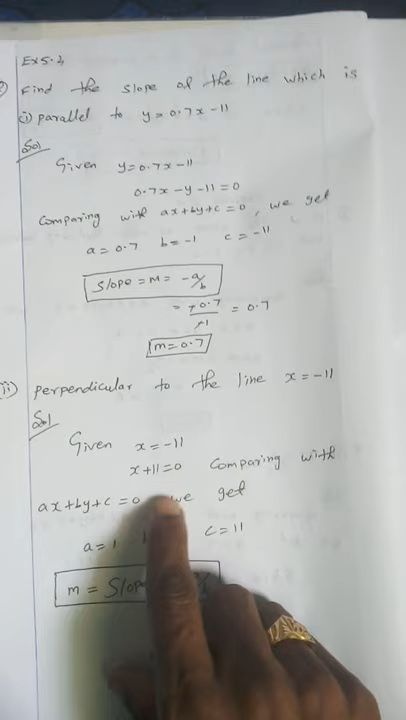 Ex 5.4
Find the slope of the line which is
(i) parallel to y = 0.7x - 11
Sol
Given y = 0.7x - 11
0.7x - y - 11 = 0
Comparing with ax + by + c = 0, we get
a = 0.7 b = -1 c = -11
Slope = M = -a/b
= +0.7/+1 = 0.7
m = 0.7
ii) perpendicular to the line x = -11
Sol
Given x = -11
x + 11 = 0 Comparing with
ax + by + c = 0 we get
a = 1 c = 11
m = Slope